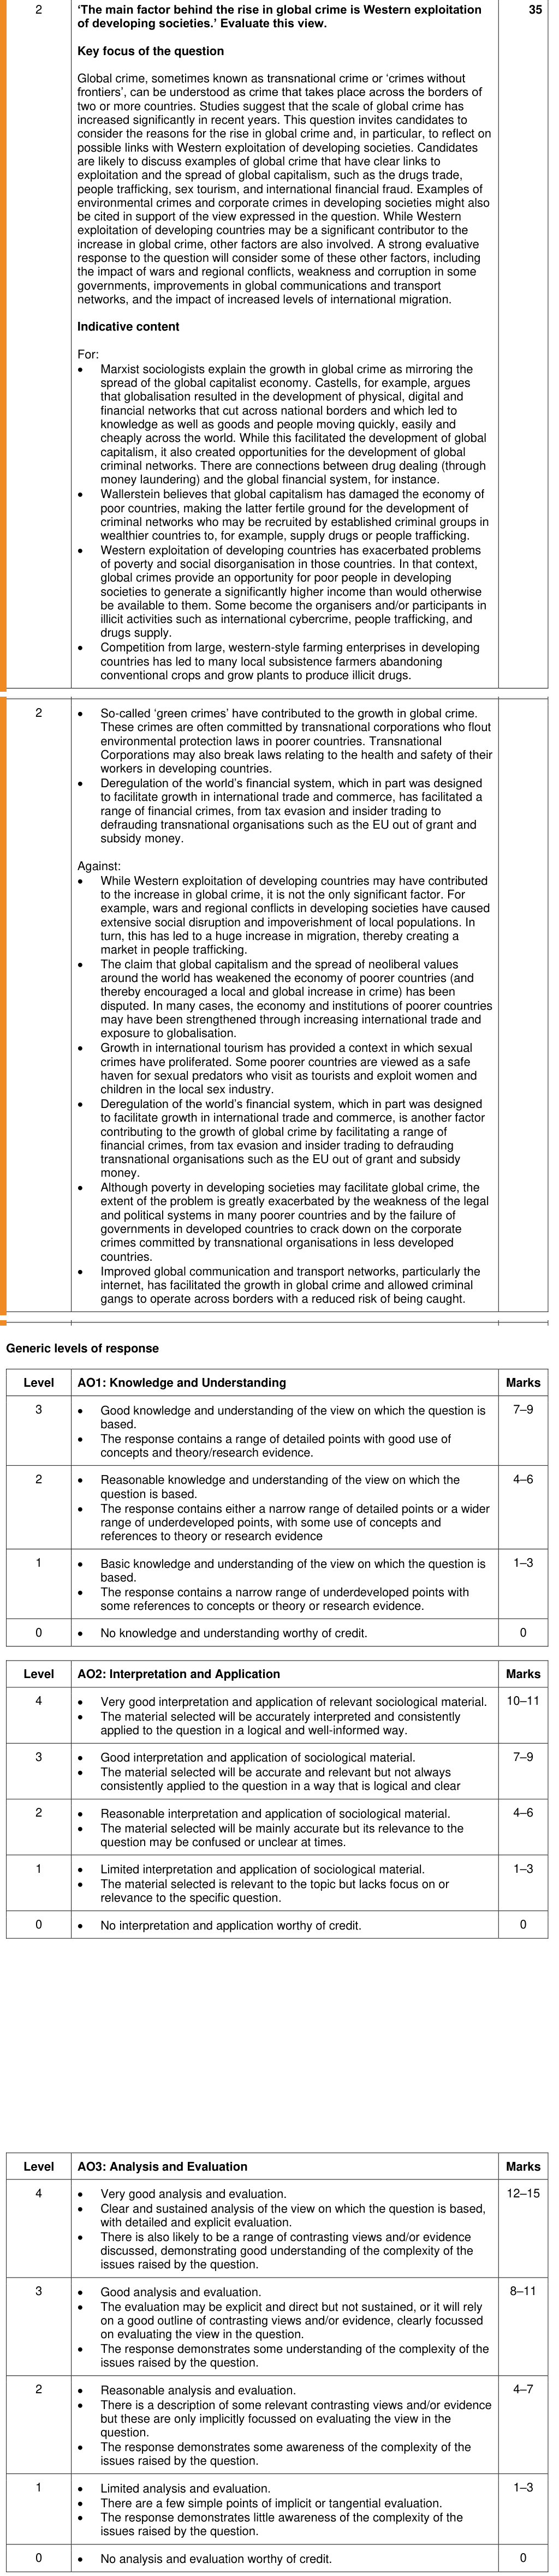 2
‘The main factor behind the rise in global crime is Western exploitation
of developing societies.’ Evaluate this view.
35
Key focus of the question
Global crime, sometimes known as transnational crime or ‘crimes without
frontiers’, can be understood as crime that takes place across the borders of
two or more countries. Studies suggest that the scale of global crime has
increased significantly in recent years. This question invites candidates to
consider the reasons for the rise in global crime and, in particular, to reflect on
possible links with Western exploitation of developing societies. Candidates
are likely to discuss examples of global crime that have clear links to
exploitation and the spread of global capitalism, such as the drugs trade,
people trafficking, sex tourism, and international financial fraud. Examples of
environmental crimes and corporate crimes in developing societies might also
be cited in support of the view expressed in the question. While Western
exploitation of developing countries may be a significant contributor to the
increase in global crime, other factors are also involved. A strong evaluative
response to the question will consider some of these other factors, including
the impact of wars and regional conflicts, weakness and corruption in some
governments, improvements in global communications and transport
networks, and the impact of increased levels of international migration.
Indicative content
For:
• Marxist sociologists explain the growth in global crime as mirroring the
spread of the global capitalist economy. Castells, for example, argues
that globalisation resulted in the development of physical, digital and
financial networks that cut across national borders and which led to
knowledge as well as goods and people moving quickly, easily and
cheaply across the world. While this facilitated the development of global
capitalism, it also created opportunities for the development of global
criminal networks. There are connections between drug dealing (through
money laundering) and the global financial system, for instance.
• Wallerstein believes that global capitalism has damaged the economy of
poor countries, making the latter fertile ground for the development of
criminal networks who may be recruited by established criminal groups in
wealthier countries to, for example, supply drugs or people trafficking.
• Western exploitation of developing countries has exacerbated problems
of poverty and social disorganisation in those countries. In that context,
global crimes provide an opportunity for poor people in developing
societies to generate a significantly higher income than would otherwise
be available to them. Some become the organisers and/or participants in
illicit activities such as international cybercrime, people trafficking, and
drugs supply.
• Competition from large, western-style farming enterprises in developing
countries has led to many local subsistence farmers abandoning
conventional crops and grow plants to produce illicit drugs.
2
• So-called ‘green crimes’ have contributed to the growth in global crime.
These crimes are often committed by transnational corporations who flout
environmental protection laws in poorer countries. Transnational
Corporations may also break laws relating to the health and safety of their
workers in developing countries.
• Deregulation of the world’s financial system, which in part was designed
to facilitate growth in international trade and commerce, has facilitated a
range of financial crimes, from tax evasion and insider trading to
defrauding transnational organisations such as the EU out of grant and
subsidy money.
Against:
• While Western exploitation of developing countries may have contributed
to the increase in global crime, it is not the only significant factor. For
example, wars and regional conflicts in developing societies have caused
extensive social disruption and impoverishment of local populations. In
turn, this has led to a huge increase in migration, thereby creating a
market in people trafficking.
• The claim that global capitalism and the spread of neoliberal values
around the world has weakened the economy of poorer countries (and
thereby encouraged a local and global increase in crime) has been
disputed. In many cases, the economy and institutions of poorer countries
may have been strengthened through increasing international trade and
exposure to globalisation.
• Growth in international tourism has provided a context in which sexual
crimes have proliferated. Some poorer countries are viewed as a safe
haven for sexual predators who visit as tourists and exploit women and
children in the local sex industry.
• Deregulation of the world’s financial system, which in part was designed
to facilitate growth in international trade and commerce, is another factor
contributing to the growth of global crime by facilitating a range of
financial crimes, from tax evasion and insider trading to defrauding
transnational organisations such as the EU out of grant and subsidy
money.
• Although poverty in developing societies may facilitate global crime, the
extent of the problem is greatly exacerbated by the weakness of the legal
and political systems in many poorer countries and by the failure of
governments in developed countries to crack down on the corporate
crimes committed by transnational organisations in less developed
countries.
• Improved global communication and transport networks, particularly the
internet, has facilitated the growth in global crime and allowed criminal
gangs to operate across borders with a reduced risk of being caught.
Generic levels of response
Level AO1: Knowledge and Understanding Marks
3 • Good knowledge and understanding of the view on which the question is 7–9
based.
• The response contains a range of detailed points with good use of
concepts and theory/research evidence.
2 • Reasonable knowledge and understanding of the view on which the 4–6
question is based.
• The response contains either a narrow range of detailed points or a wider
range of underdeveloped points, with some use of concepts and
references to theory or research evidence
1 • Basic knowledge and understanding of the view on which the question is 1–3
based.
• The response contains a narrow range of underdeveloped points with
some references to concepts or theory or research evidence.
0 • No knowledge and understanding worthy of credit. 0
Level AO2: Interpretation and Application Marks
4 • Very good interpretation and application of relevant sociological material. 10–11
• The material selected will be accurately interpreted and consistently
applied to the question in a logical and well-informed way.
3 • Good interpretation and application of sociological material. 7–9
• The material selected will be accurate and relevant but not always
consistently applied to the question in a way that is logical and clear
2 • Reasonable interpretation and application of sociological material. 4–6
• The material selected will be mainly accurate but its relevance to the
question may be confused or unclear at times.
1 • Limited interpretation and application of sociological material. 1–3
• The material selected is relevant to the topic but lacks focus on or
relevance to the specific question.
0 • No interpretation and application worthy of credit. 0
Level AO3: Analysis and Evaluation Marks
4 • Very good analysis and evaluation. 12–15
• Clear and sustained analysis of the view on which the question is based,
with detailed and explicit evaluation.
• There is also likely to be a range of contrasting views and/or evidence
discussed, demonstrating good understanding of the complexity of the
issues raised by the question.
3 • Good analysis and evaluation. 8–11
• The evaluation may be explicit and direct but not sustained, or it will rely
on a good outline of contrasting views and/or evidence, clearly focussed
on evaluating the view in the question.
• The response demonstrates some understanding of the complexity of the
issues raised by the question.
2 • Reasonable analysis and evaluation. 4–7
• There is a description of some relevant contrasting views and/or evidence
but these are only implicitly focussed on evaluating the view in the
question.
• The response demonstrates some awareness of the complexity of the
issues raised by the question.
1 • Limited analysis and evaluation. 1–3
• There are a few simple points of implicit or tangential evaluation.
• The response demonstrates little awareness of the complexity of the
issues raised by the question.
0 • No analysis and evaluation worthy of credit. 0